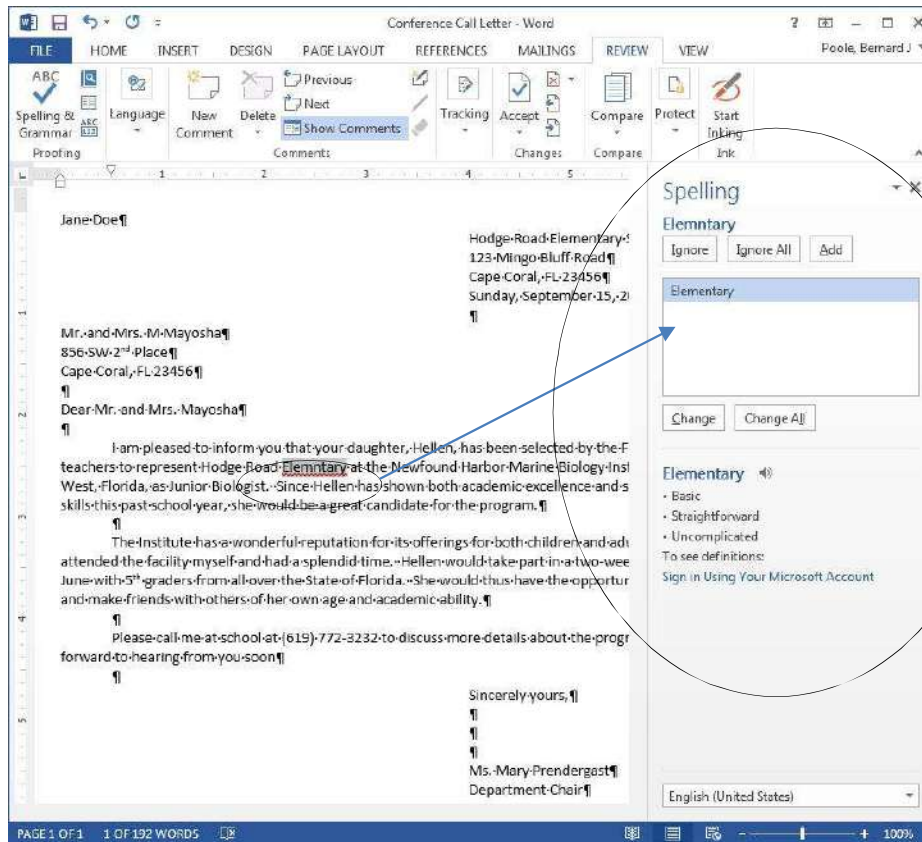 Conference Call Letter - Word
FILE HOME INSERT DESIGN PAGE LAYOUT REFERENCES MAILINGS REVIEW VIEW Poole, Bernard J
ABC
Spelling &
Grammar
ABC
123
Language
New
Comment
Delete
Previous
Next
Show Comments
Tracking
Accept
Compare
Protect
Start
Inking
Proofing Comments Changes Compare Ink
1 2 3 4 5
Jane·Doe¶
Hodge·Road·Elementary·S
123·Mingo·Bluff·Road¶
Cape·Coral,·FL·23456¶
Sunday,·September·15,·2
¶
Mr.·and·Mrs.·M·Mayosha¶
856·SW·2nd·Place¶
Cape·Coral,·FL·23456¶
¶
Dear·Mr.·and·Mrs.·Mayosha¶
¶
I·am·pleased·to·inform·you·that·your·daughter,·Hellen,·has·been·selected·by·the·F
teachers·to·represent·Hodge·Road·Elemntary·at·the·Newfound·Harbor·Marine·Biology·Inst
West,·Florida,·as·Junior·Biologist.··Since·Hellen·has·shown·both·academic·excellence·and·s
skills·this·past·school·year,·she·would·be·a·great·candidate·for·the·program.¶
¶
The·Institute·has·a·wonderful·reputation·for·its·offerings·for·both·children·and·adu
attended·the·facility·myself·and·had·a·splendid·time.··Hellen·would·take·part·in·a·two-wee
June·with·5th·graders·from·all·over·the·State·of·Florida.··She·would·thus·have·the·opportun
and·make·friends·with·others·of·her·own·age·and·academic·ability.¶
¶
Please·call·me·at·school·at·(619)·772-3232·to·discuss·more·details·about·the·progr
forward·to·hearing·from·you·soon¶
¶
Sincerely·yours,¶
¶
¶
¶
Ms.·Mary·Prendergast¶
Department·Chair¶
Spelling
Elemntary
Ignore Ignore All Add
Elementary
Change Change All
Elementary
• Basic
• Straightforward
• Uncomplicated
To see definitions:
Sign in Using Your Microsoft Account
English (United States)
PAGE 1 OF 1 1 OF 192 WORDS 100%